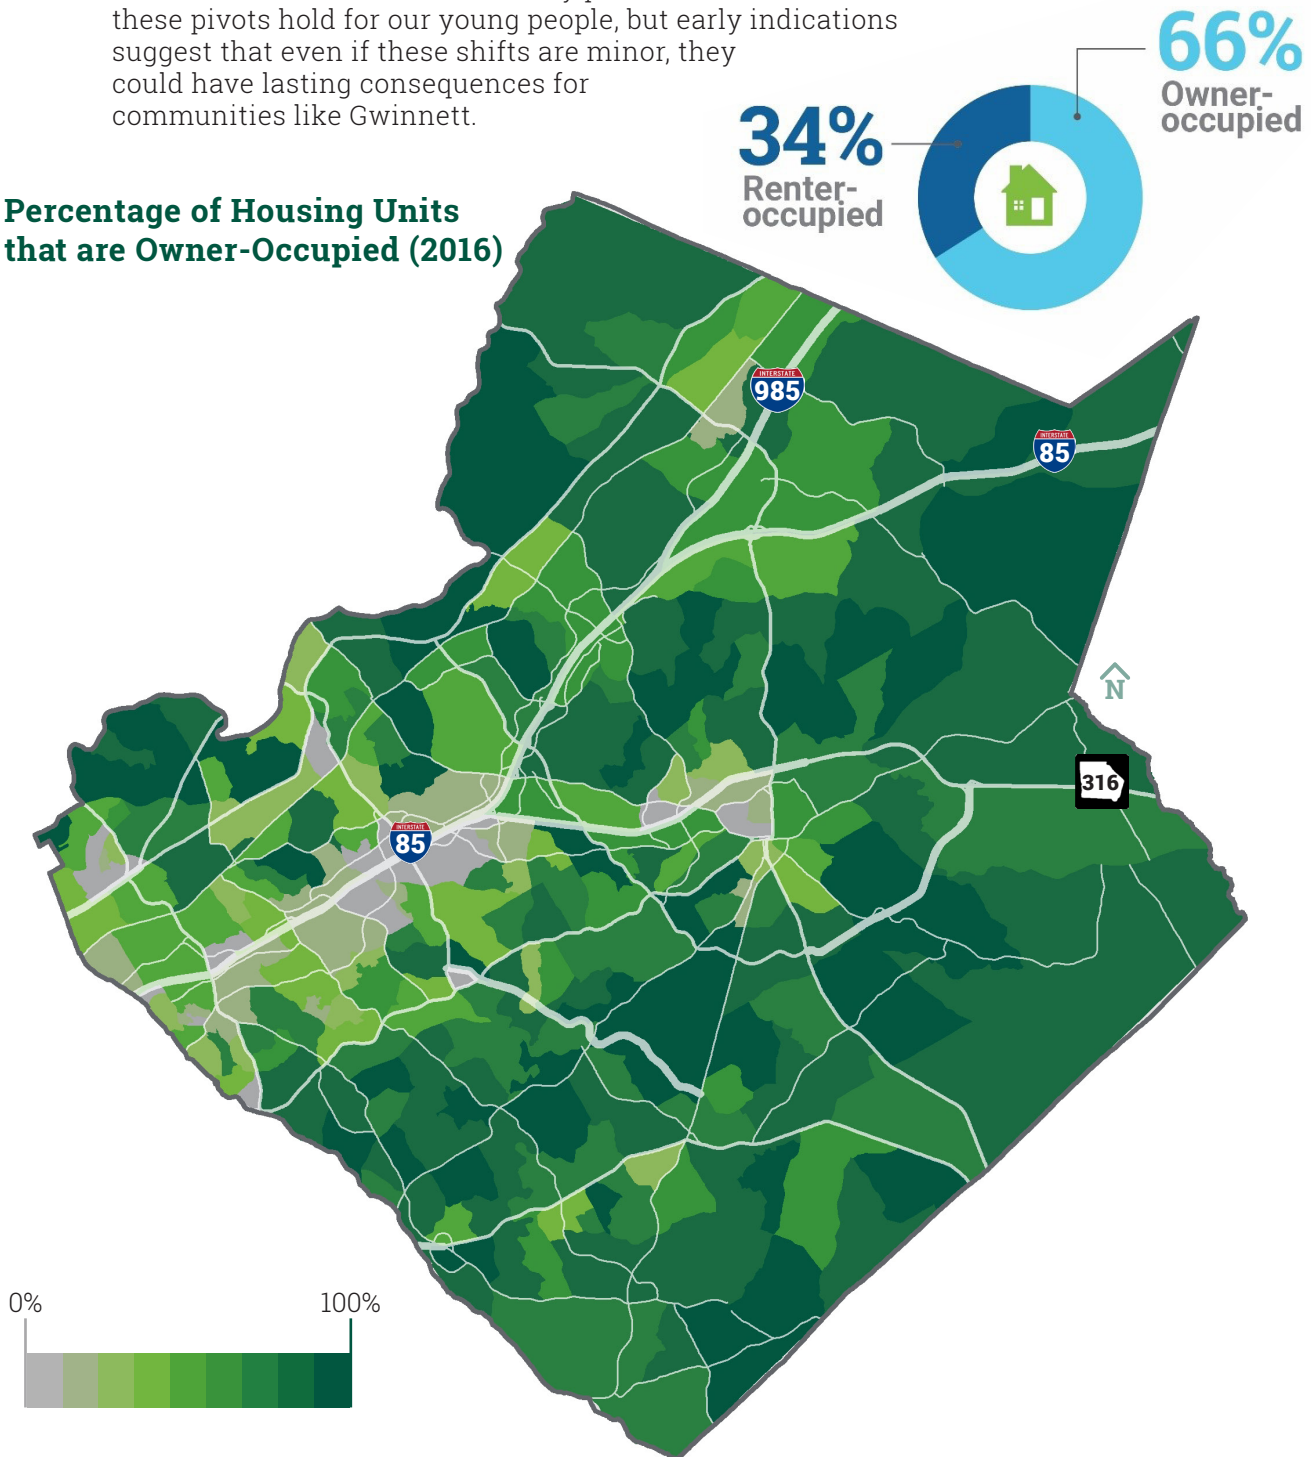 these pivots hold for our young people, but early indications
suggest that even if these shifts are minor, they
could have lasting consequences for
communities like Gwinnett.
66%
Owner-
occupied
34%
Renter-
occupied
Percentage of Housing Units
that are Owner-Occupied (2016)
INTERSTATE
985
INTERSTATE
85
N
316
INTERSTATE
85
0%
100%